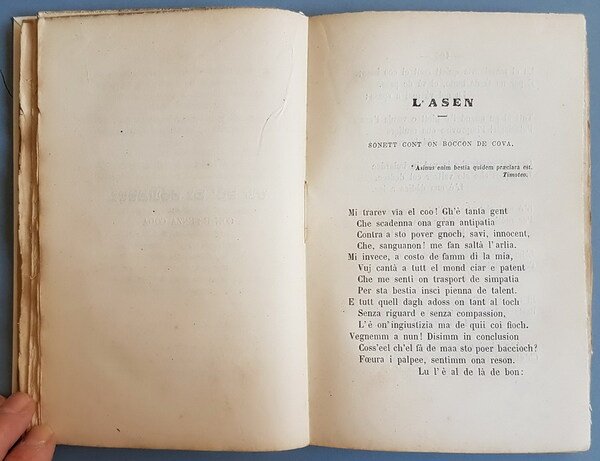 L'ASEN
SONETT CONT ON BOCCON DE COVA.
"Asinus enim bestia quidem præclara est.
Timoteo.
Mi trarev via el coo! Gh'è tanta gent
Che scadenna ona gran antipatia
Contra a sto pover gnoch, savi, innocent,
Che, sanguanon! me fan saltà l'arlia.
Mi invece, a costo de famm dì la mia,
Vuj cantà a tutt el mond ciar e patent
Che me senti on trasport de simpatia
Per sta bestia insci pienna de talent.
E tutt quell dagh adoss on tant al toch
Senza riguard e senza compassion,
L'è on'ingiustizia ma de quii coi fioch.
Vegnemm a nun! Disimm in conclusion
Coss'eel ch'el fà de maa sto poer baccioch?
Fœura i palpee, sentimm ona reson.
Lu l'è al de là de bon: